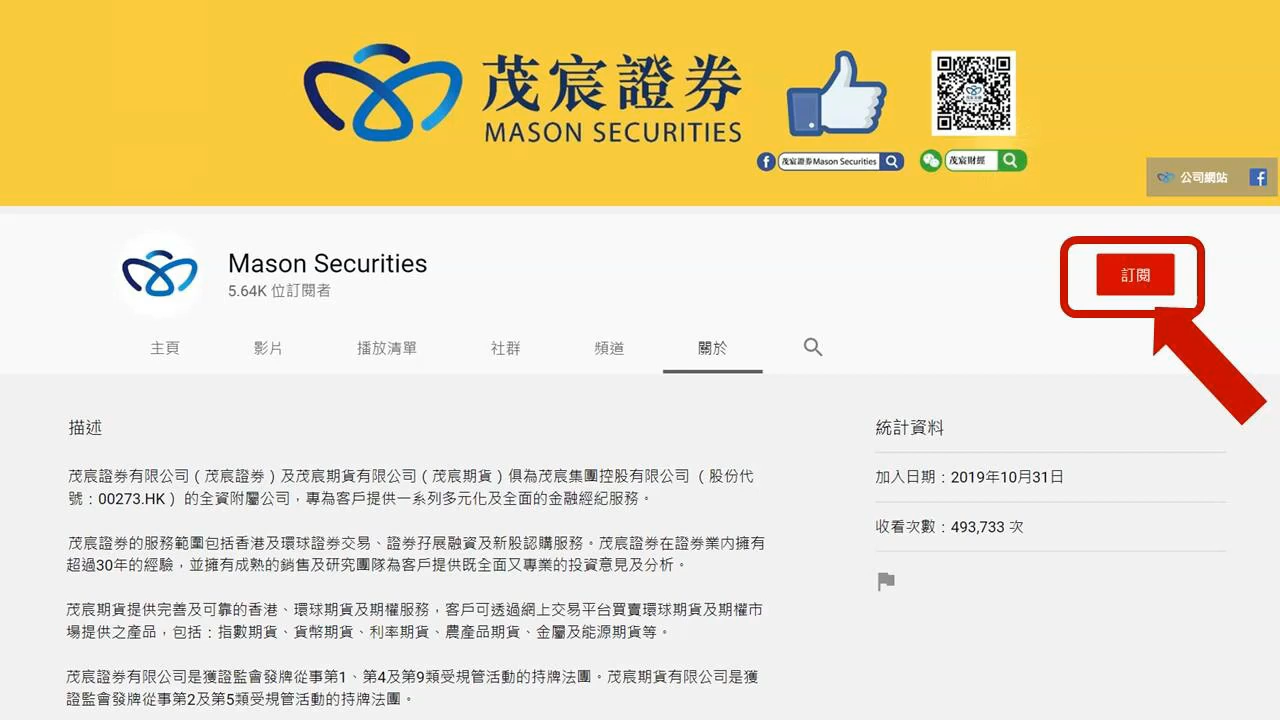 茂宸證券
MASON SECURITIES
茂宸證券Mason Securities
茂宸財經
公司網站
Mason Securities
5.64K 位訂閱者
訂閱
主頁 影片 播放清單 社群 頻道 關於
描述
茂宸證券有限公司（茂宸證券）及茂宸期貨有限公司（茂宸期貨）俱為茂宸集團控股有限公司 （股份代
號：00273.HK） 的全資附屬公司，專為客戶提供一系列多元化及全面的金融經紀服務。
茂宸證券的服務範圍包括香港及環球證券交易、證券孖展融資及新股認購服務。茂宸證券在證券業內擁有
超過30年的經驗，並擁有成熟的銷售及研究團隊為客戶提供既全面又專業的投資意見及分析。
茂宸期貨提供完善及可靠的香港、環球期貨及期權服務，客戶可透過網上交易平台買賣環球期貨及期權市
場提供之產品，包括：指數期貨、貨幣期貨、利率期貨、農產品期貨、金屬及能源期貨等。
茂宸證券有限公司是獲證監會發牌從事第1、第4及第9類受規管活動的持牌法團。茂宸期貨有限公司是獲
證監會發牌從事第2及第5類受規管活動的持牌法團。
統計資料
加入日期：2019年10月31日
收看次數：493,733 次